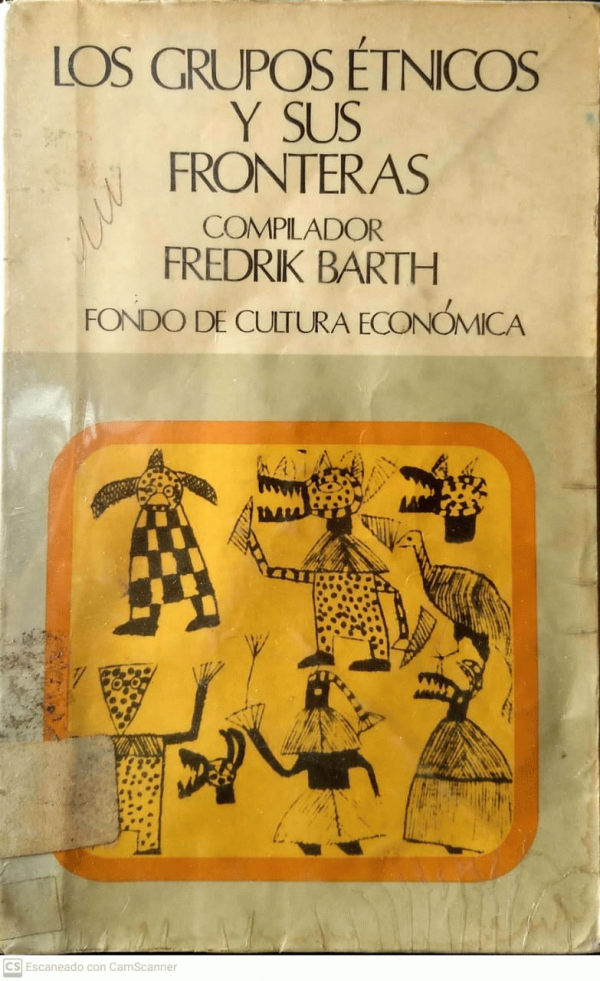 LOS GRUPOS ÉTNICOS
Y SUS
FRONTERAS
COMPILADOR
FREDRIK BARTH
FONDO DE CULTURA ECONÓMICA
CS Escaneado con CamScanner